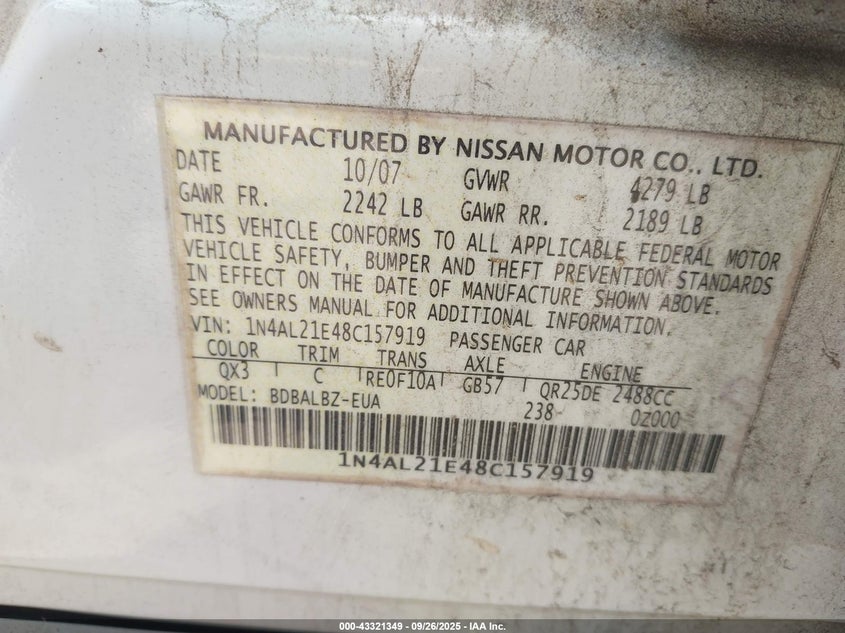 MANUFACTURED BY NISSAN MOTOR CO., LTD.
DATE 10/07 GVWR 4279 LB
GAWR FR. 2242 LB GAWR RR. 2189 LB
THIS VEHICLE CONFORMS TO ALL APPLICABLE FEDERAL MOTOR
VEHICLE SAFETY, BUMPER AND THEFT PREVENTION STANDARDS
IN EFFECT ON THE DATE OF MANUFACTURE SHOWN ABOVE.
SEE OWNERS MANUAL FOR ADDITIONAL INFORMATION.
VIN: 1N4AL21E48C157919 PASSENGER CAR
COLOR TRIM TRANS AXLE ENGINE
QX3 C RE0F10A GB57 QR25DE 2488CC
MODEL: BDBALBZ-EUA 238- 0Z000
1N4AL21E48C157919
000-43321349 - 09/26/2025 - IAA Inc.